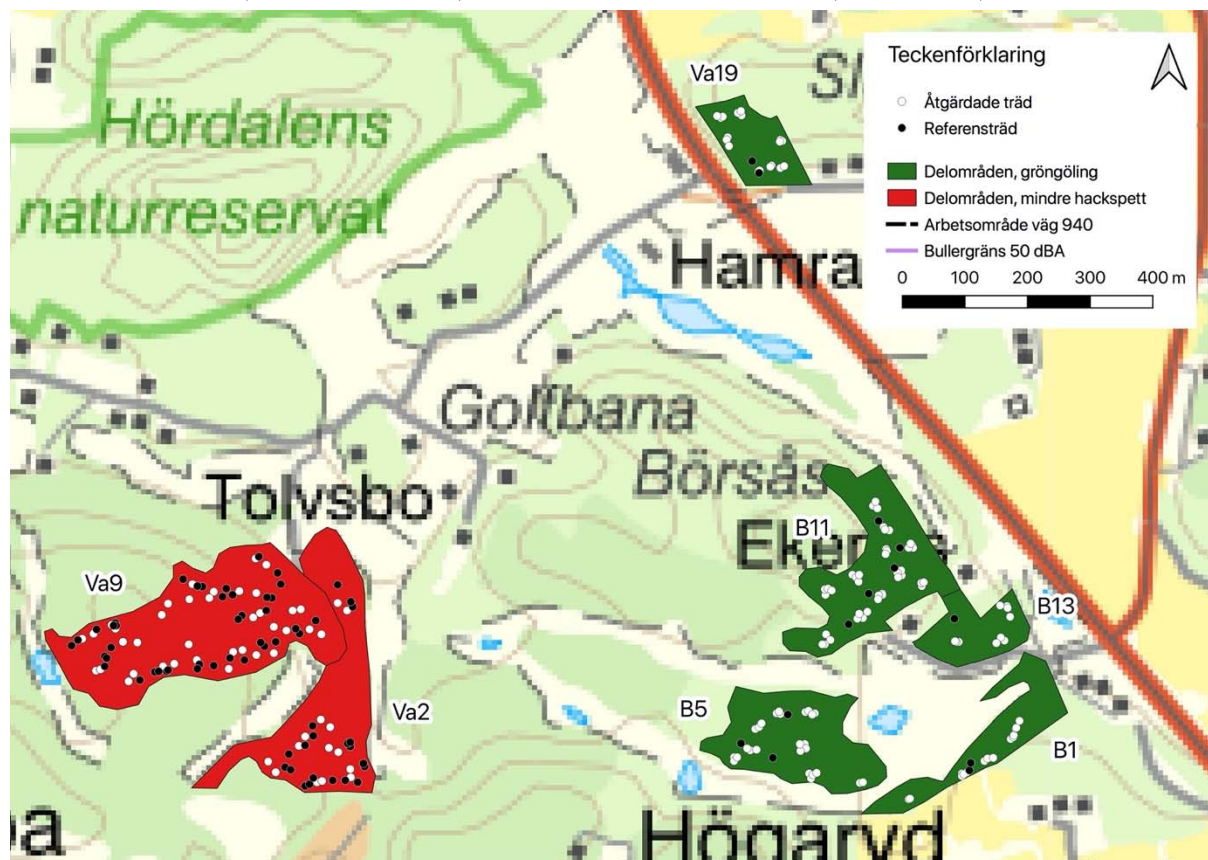 Va19
Teckenförklaring
Åtgärdade träd
Referensträd
Delområden, gröngöling
Delområden, mindre hackspett
Arbetsområde väg 940
Bullergräns 50 dBA
0 100 200 300 400 m
Hördalens
naturreservat
Hamra
Golfbana
Börsås
Tolvsbo
B11
Va9
B13
Va2
B5
B1
Högaryd